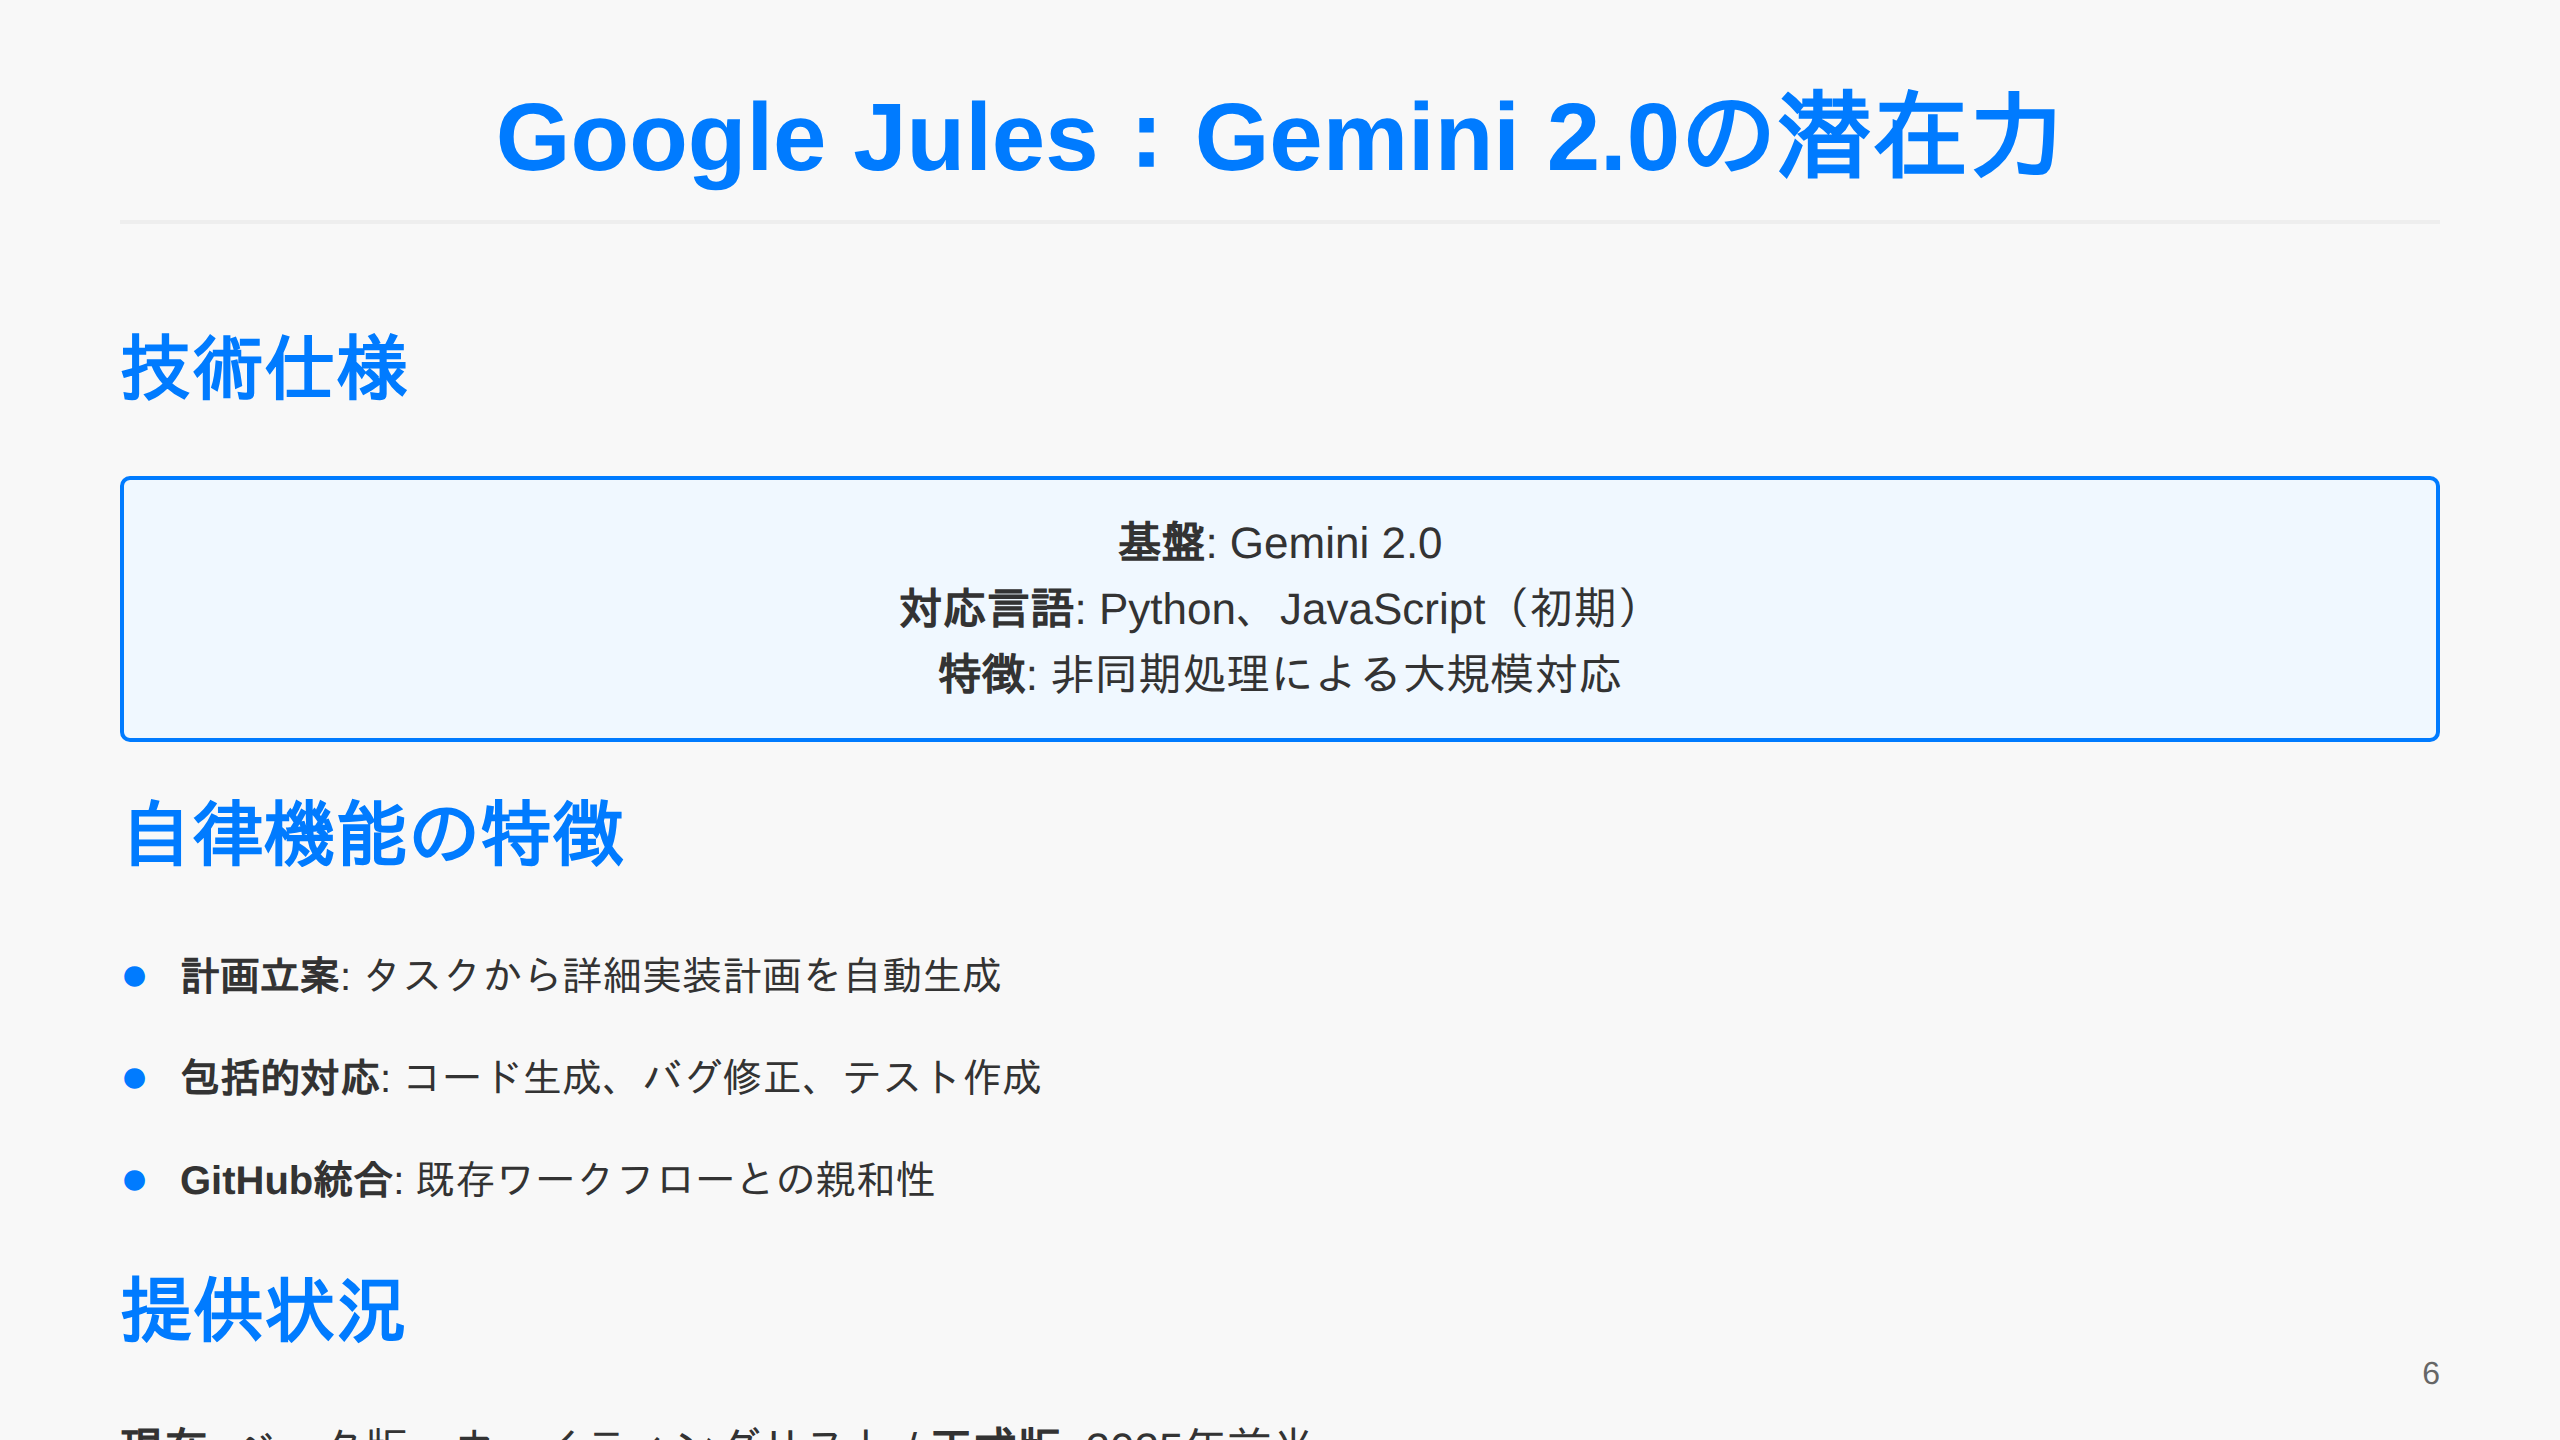 Google Jules：Gemini 2.0の潜在力
技術仕様
基盤: Gemini 2.0
対応言語: Python、JavaScript（初期）
特徴: 非同期処理による大規模対応
自律機能の特徴
● 計画立案: タスクから詳細実装計画を自動生成
● 包括的対応: コード生成、バグ修正、テスト作成
● GitHub統合: 既存ワークフローとの親和性
提供状況
6